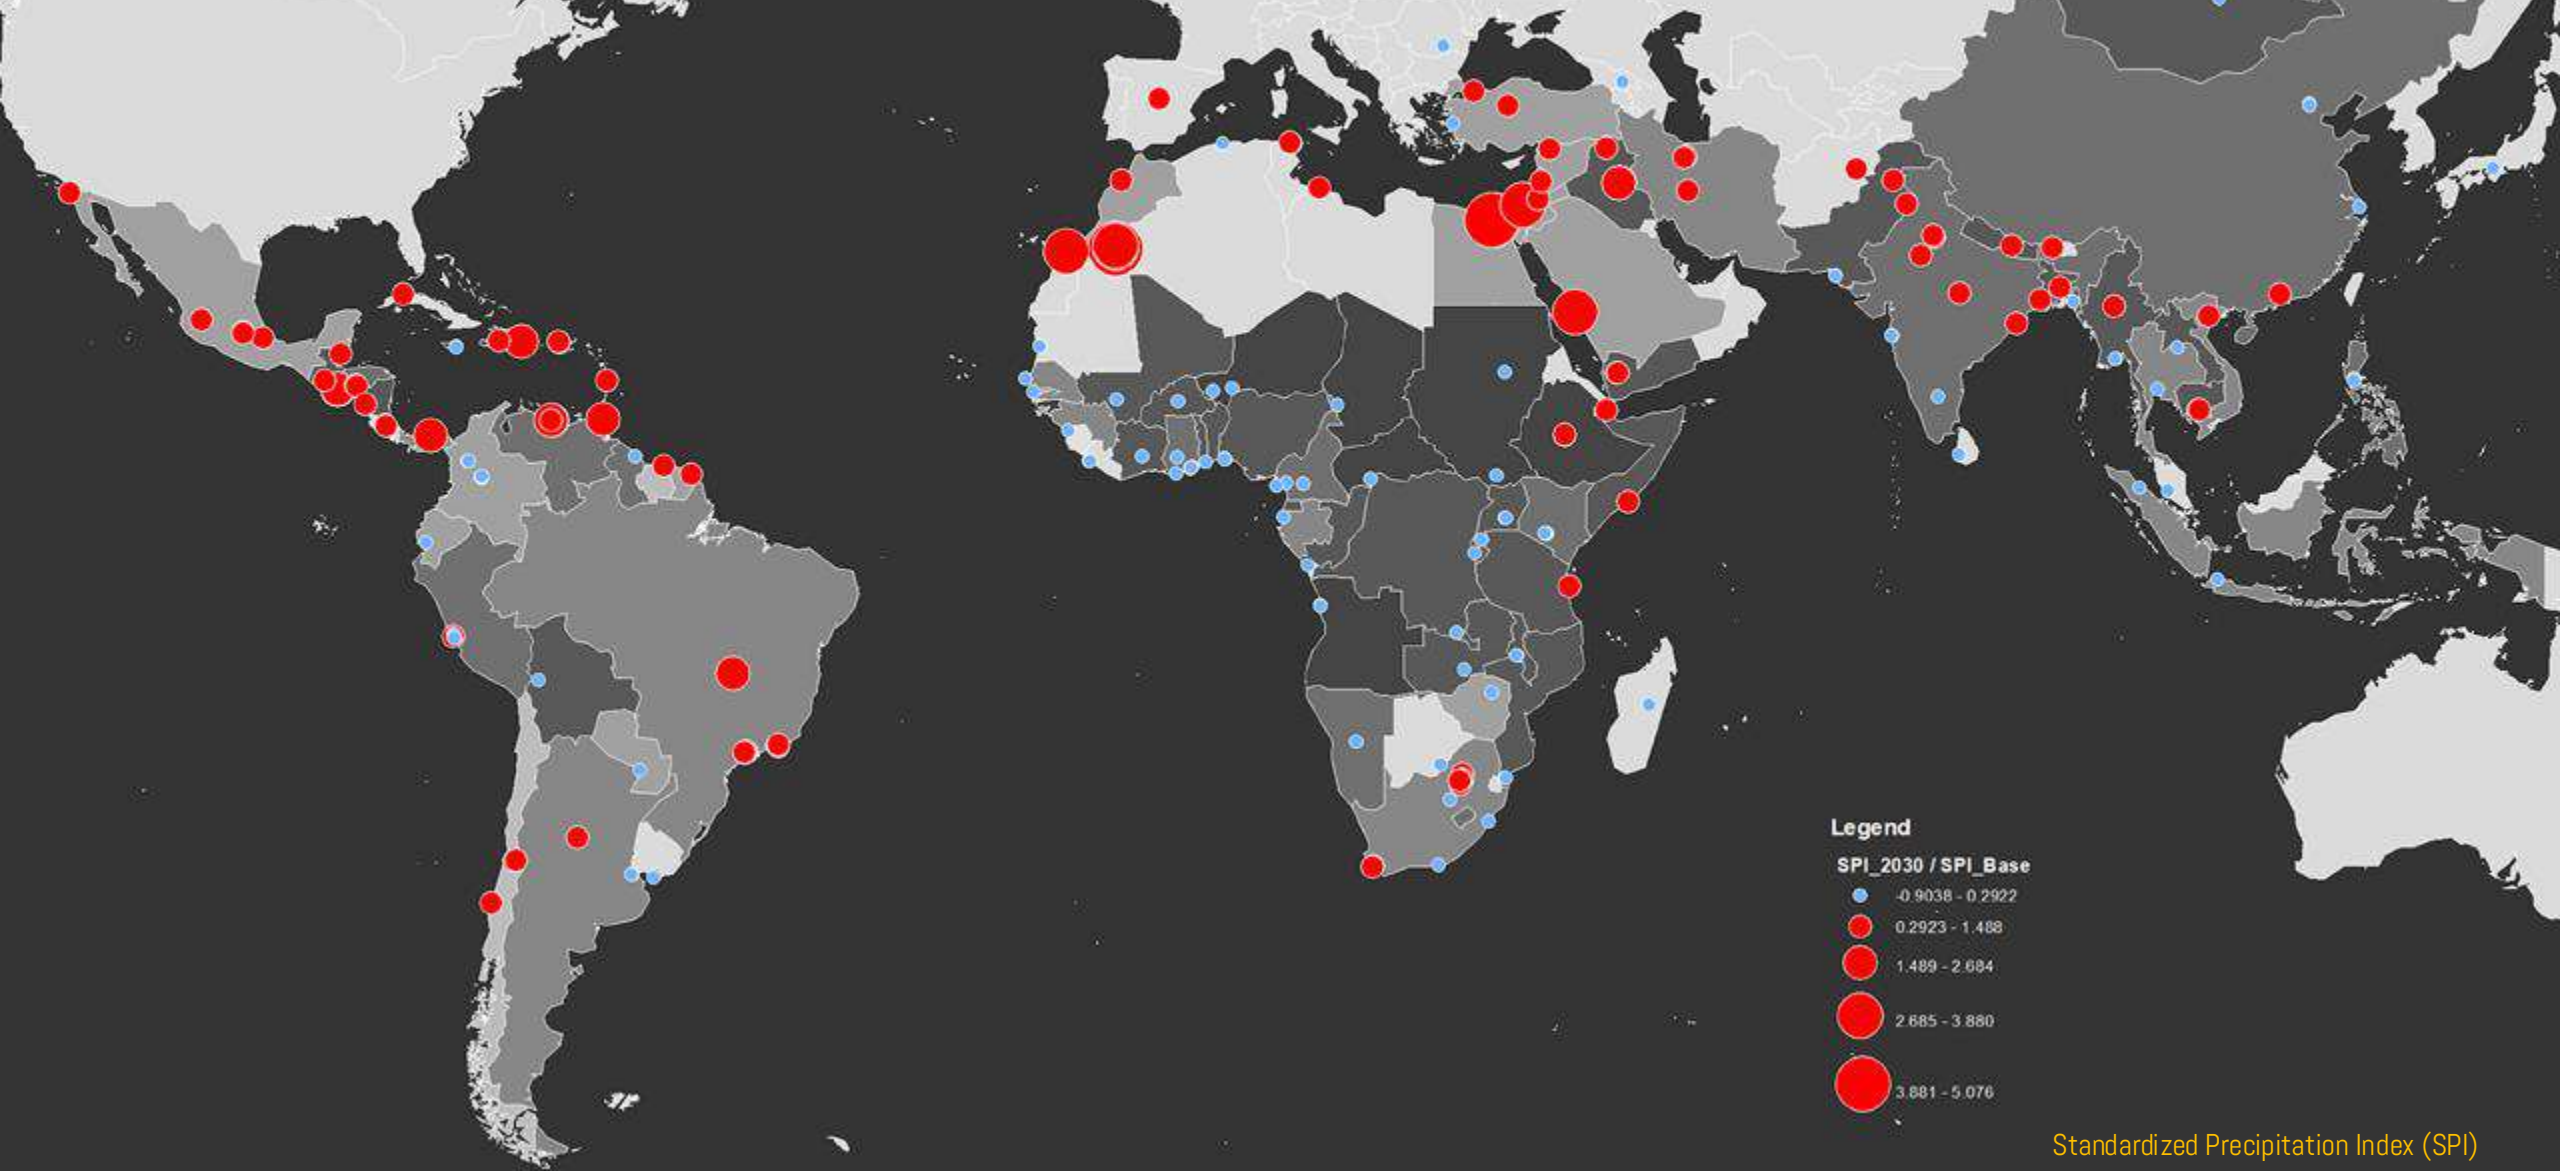 Legend
SPI_2030 / SPI_Base
-0.9038 - 0.2922
0.2923 - 1.488
1.489 - 2.684
2.685 - 3.880
3.881 - 5.076
Standardized Precipitation Index (SPI)